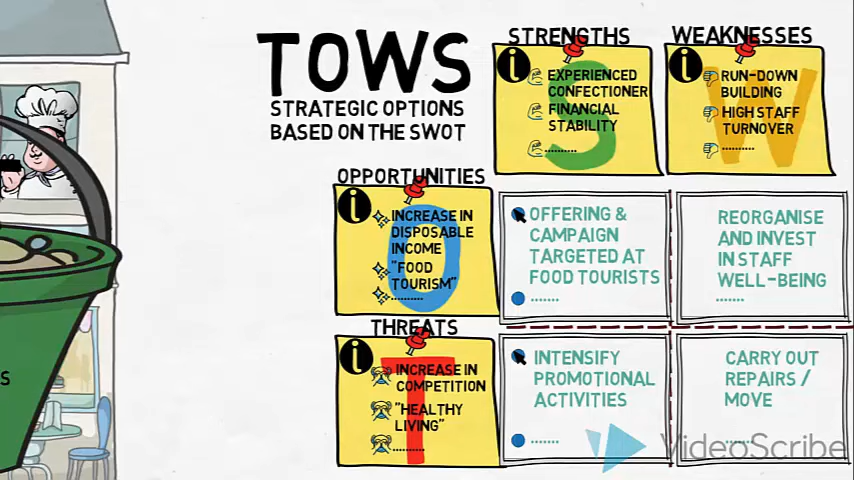 TOWS
STRATEGIC OPTIONS
BASED ON THE SWOT
STRENGTHS
i
EXPERIENCED
CONFECTIONER
FINANCIAL
STABILITY
..........
S
WEAKNESSES
i
RUN-DOWN
BUILDING
HIGH STAFF
TURNOVER
..........
W
OPPORTUNITIES
i
INCREASE IN
DISPOSABLE
INCOME
"FOOD
TOURISM"
..........
O
OFFERING &
CAMPAIGN
TARGETED AT
FOOD TOURISTS
.......
REORGANISE
AND INVEST
IN STAFF
WELL-BEING
.......
THREATS
i
INCREASE IN
COMPETITION
"HEALTHY
LIVING"
..........
T
INTENSIFY
PROMOTIONAL
ACTIVITIES
.......
CARRY OUT
REPAIRS /
MOVE
.......
S
VideoScribe